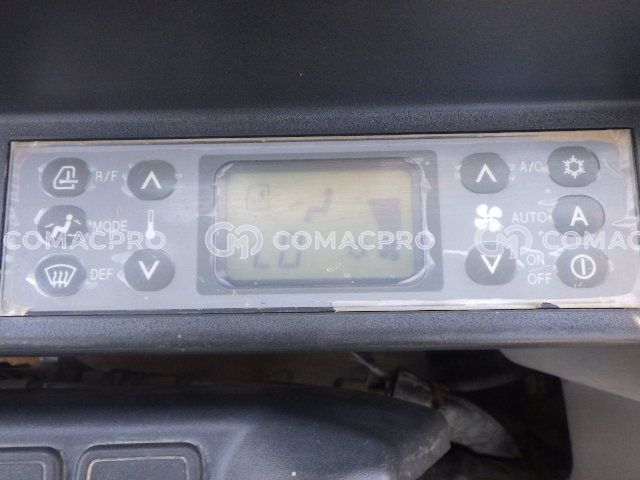 R/F
A/C
MODE
AUTO
A
DEF
ON
OFF
COMACPRO COMACPRO COMACPRO